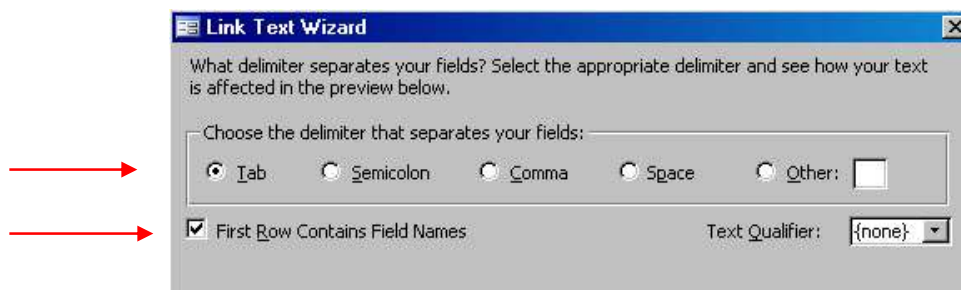 Link Text Wizard
What delimiter separates your fields? Select the appropriate delimiter and see how your text
is affected in the preview below.
Choose the delimiter that separates your fields:
Tab Semicolon Comma Space Other:
First Row Contains Field Names Text Qualifier: {none}